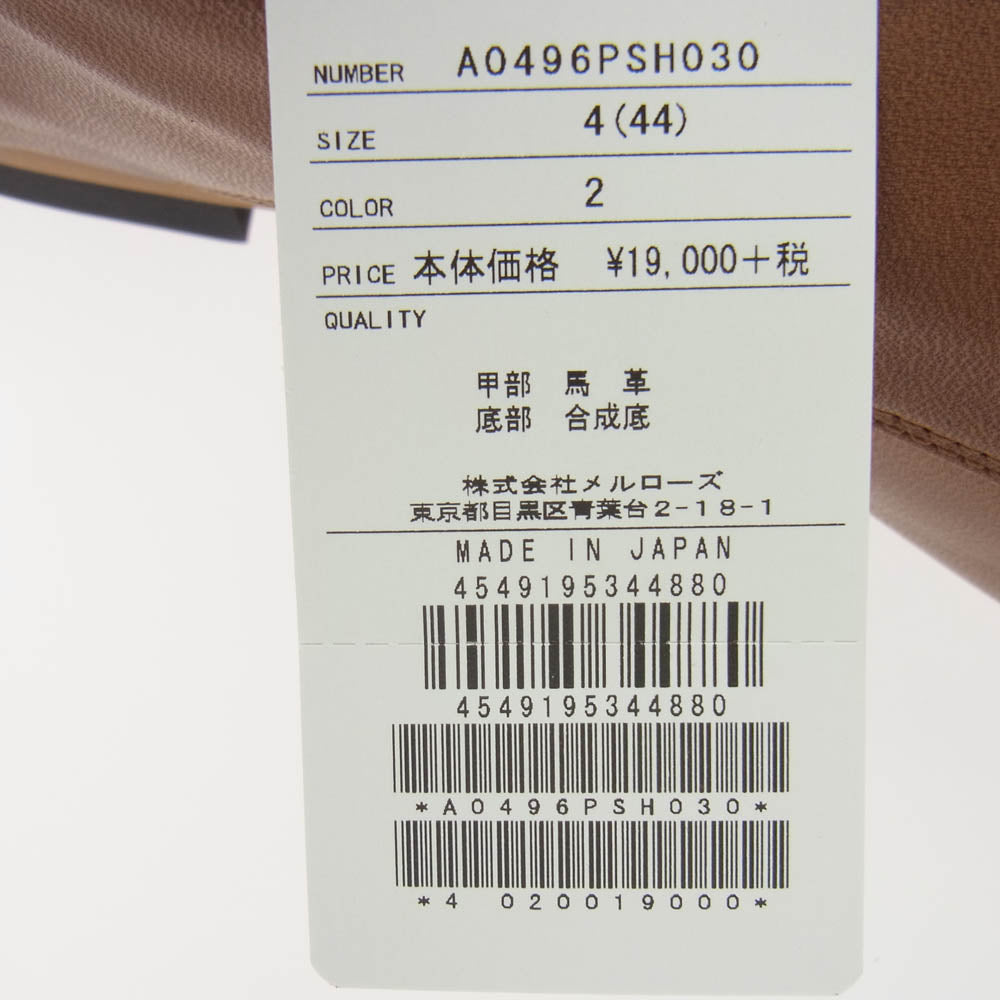 NUMBER A0496PSH030
SIZE 4(44)
COLOR 2
PRICE 本体価格 ¥19,000+税
QUALITY
甲部 馬 革
底部 合成底
株式会社メルローズ
東京都目黒区青葉台2-18-1
MADE IN JAPAN
4549195344880
4549195344880
*A0496PSH030*
*4 020019000*